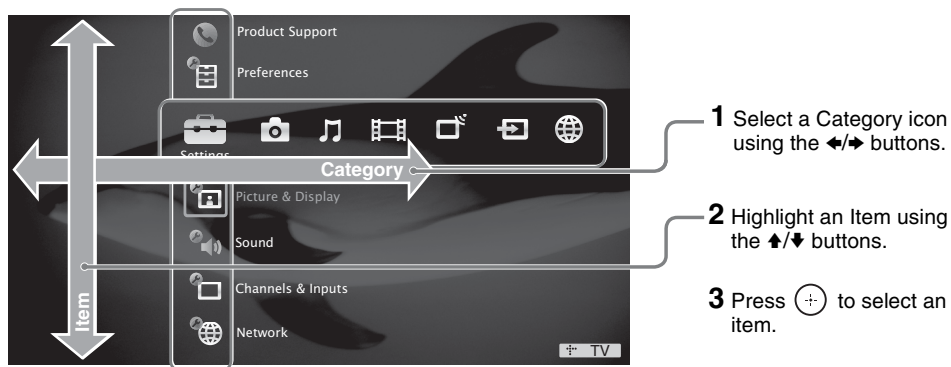 Product Support
Preferences
Settings
Category
Picture & Display
Sound
Channels & Inputs
Network
Item
TV
1 Select a Category icon
using the ←/→ buttons.
2 Highlight an Item using
the ↑/↓ buttons.
3 Press ⊕ to select an
item.